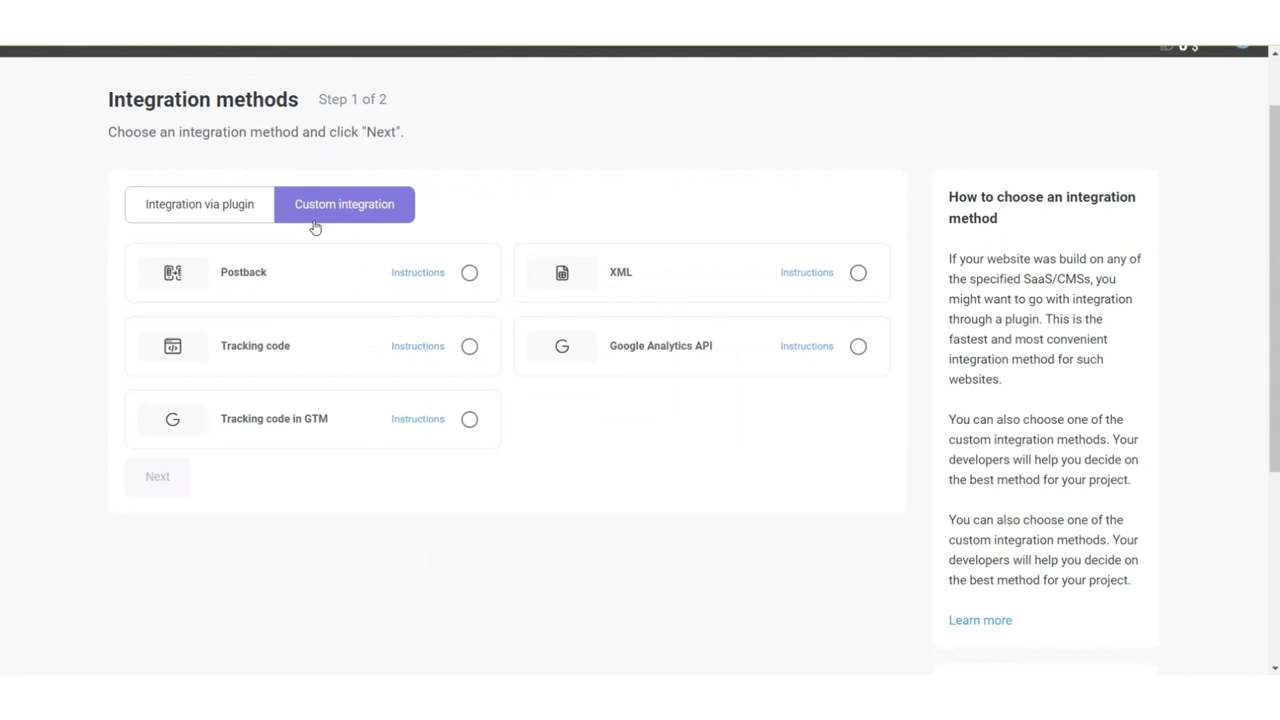 Integration methods Step 1 of 2
Choose an integration method and click "Next".
Integration via plugin Custom integration
Postback Instructions
XML Instructions
Tracking code Instructions
Google Analytics API Instructions
Tracking code in GTM Instructions
Next
How to choose an integration
method
If your website was build on any of
the specified SaaS/CMSs, you
might want to go with integration
through a plugin. This is the
fastest and most convenient
integration method for such
websites.
You can also choose one of the
custom integration methods. Your
developers will help you decide on
the best method for your project.
You can also choose one of the
custom integration methods. Your
developers will help you decide on
the best method for your project.
Learn more